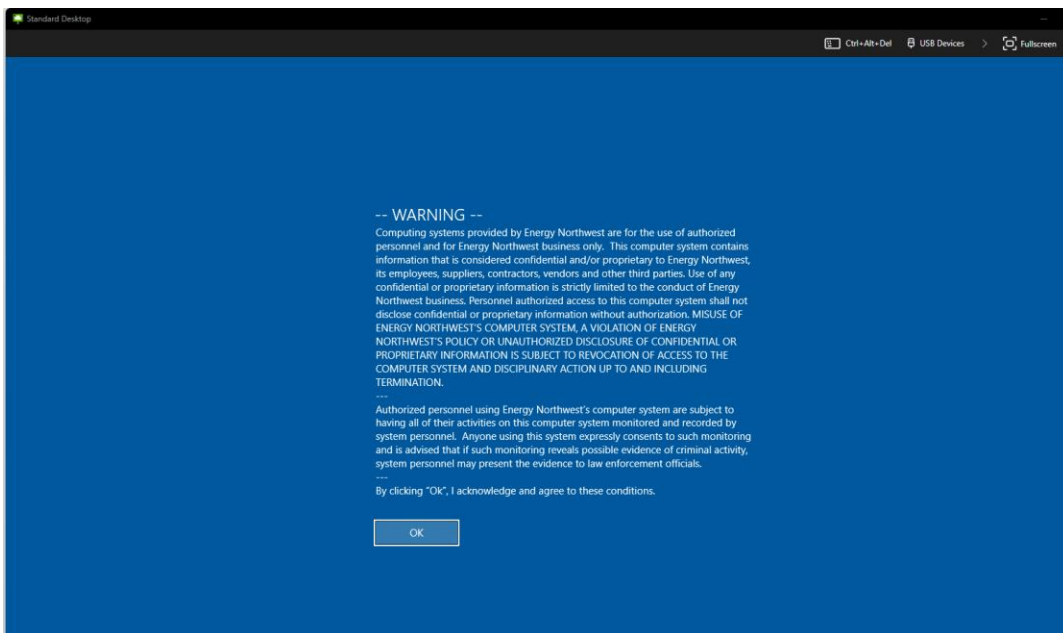 Standard Desktop
Ctrl+Alt+Del USB Devices Fullscreen
-- WARNING --
Computing systems provided by Energy Northwest are for the use of authorized
personnel and for Energy Northwest business only.  This computer system contains
information that is considered confidential and/or proprietary to Energy Northwest,
its employees, suppliers, contractors, vendors and other third parties. Use of any
confidential or proprietary information is strictly limited to the conduct of Energy
Northwest business. Personnel authorized access to this computer system shall not
disclose confidential or proprietary information without authorization. MISUSE OF
ENERGY NORTHWEST'S COMPUTER SYSTEM, A VIOLATION OF ENERGY
NORTHWEST'S POLICY OR UNAUTHORIZED DISCLOSURE OF CONFIDENTIAL OR
PROPRIETARY INFORMATION IS SUBJECT TO REVOCATION OF ACCESS TO THE
COMPUTER SYSTEM AND DISCIPLINARY ACTION UP TO AND INCLUDING
TERMINATION.
---
Authorized personnel using Energy Northwest's computer system are subject to
having all of their activities on this computer system monitored and recorded by
system personnel.  Anyone using this system expressly consents to such monitoring
and is advised that if such monitoring reveals possible evidence of criminal activity,
system personnel may present the evidence to law enforcement officials.
---
By clicking "Ok", I acknowledge and agree to these conditions.
OK